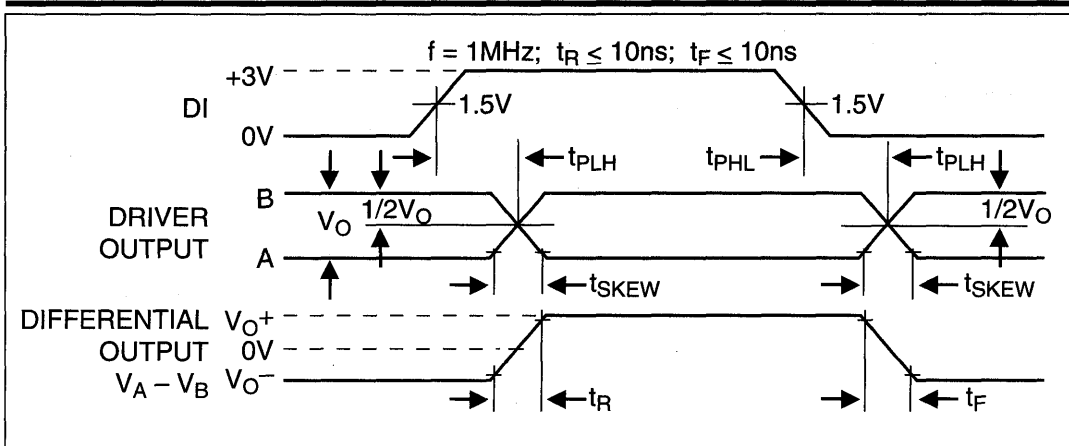 f = 1MHz; tR ≤ 10ns; tF ≤ 10ns
+3V
DI
1.5V
1.5V
0V
tPLH
tPHL
tPLH
B
DRIVER
OUTPUT
VO
1/2VO
1/2VO
A
tSKEW
tSKEW
DIFFERENTIAL
OUTPUT
VA – VB
VO+
0V
VO–
tR
tF